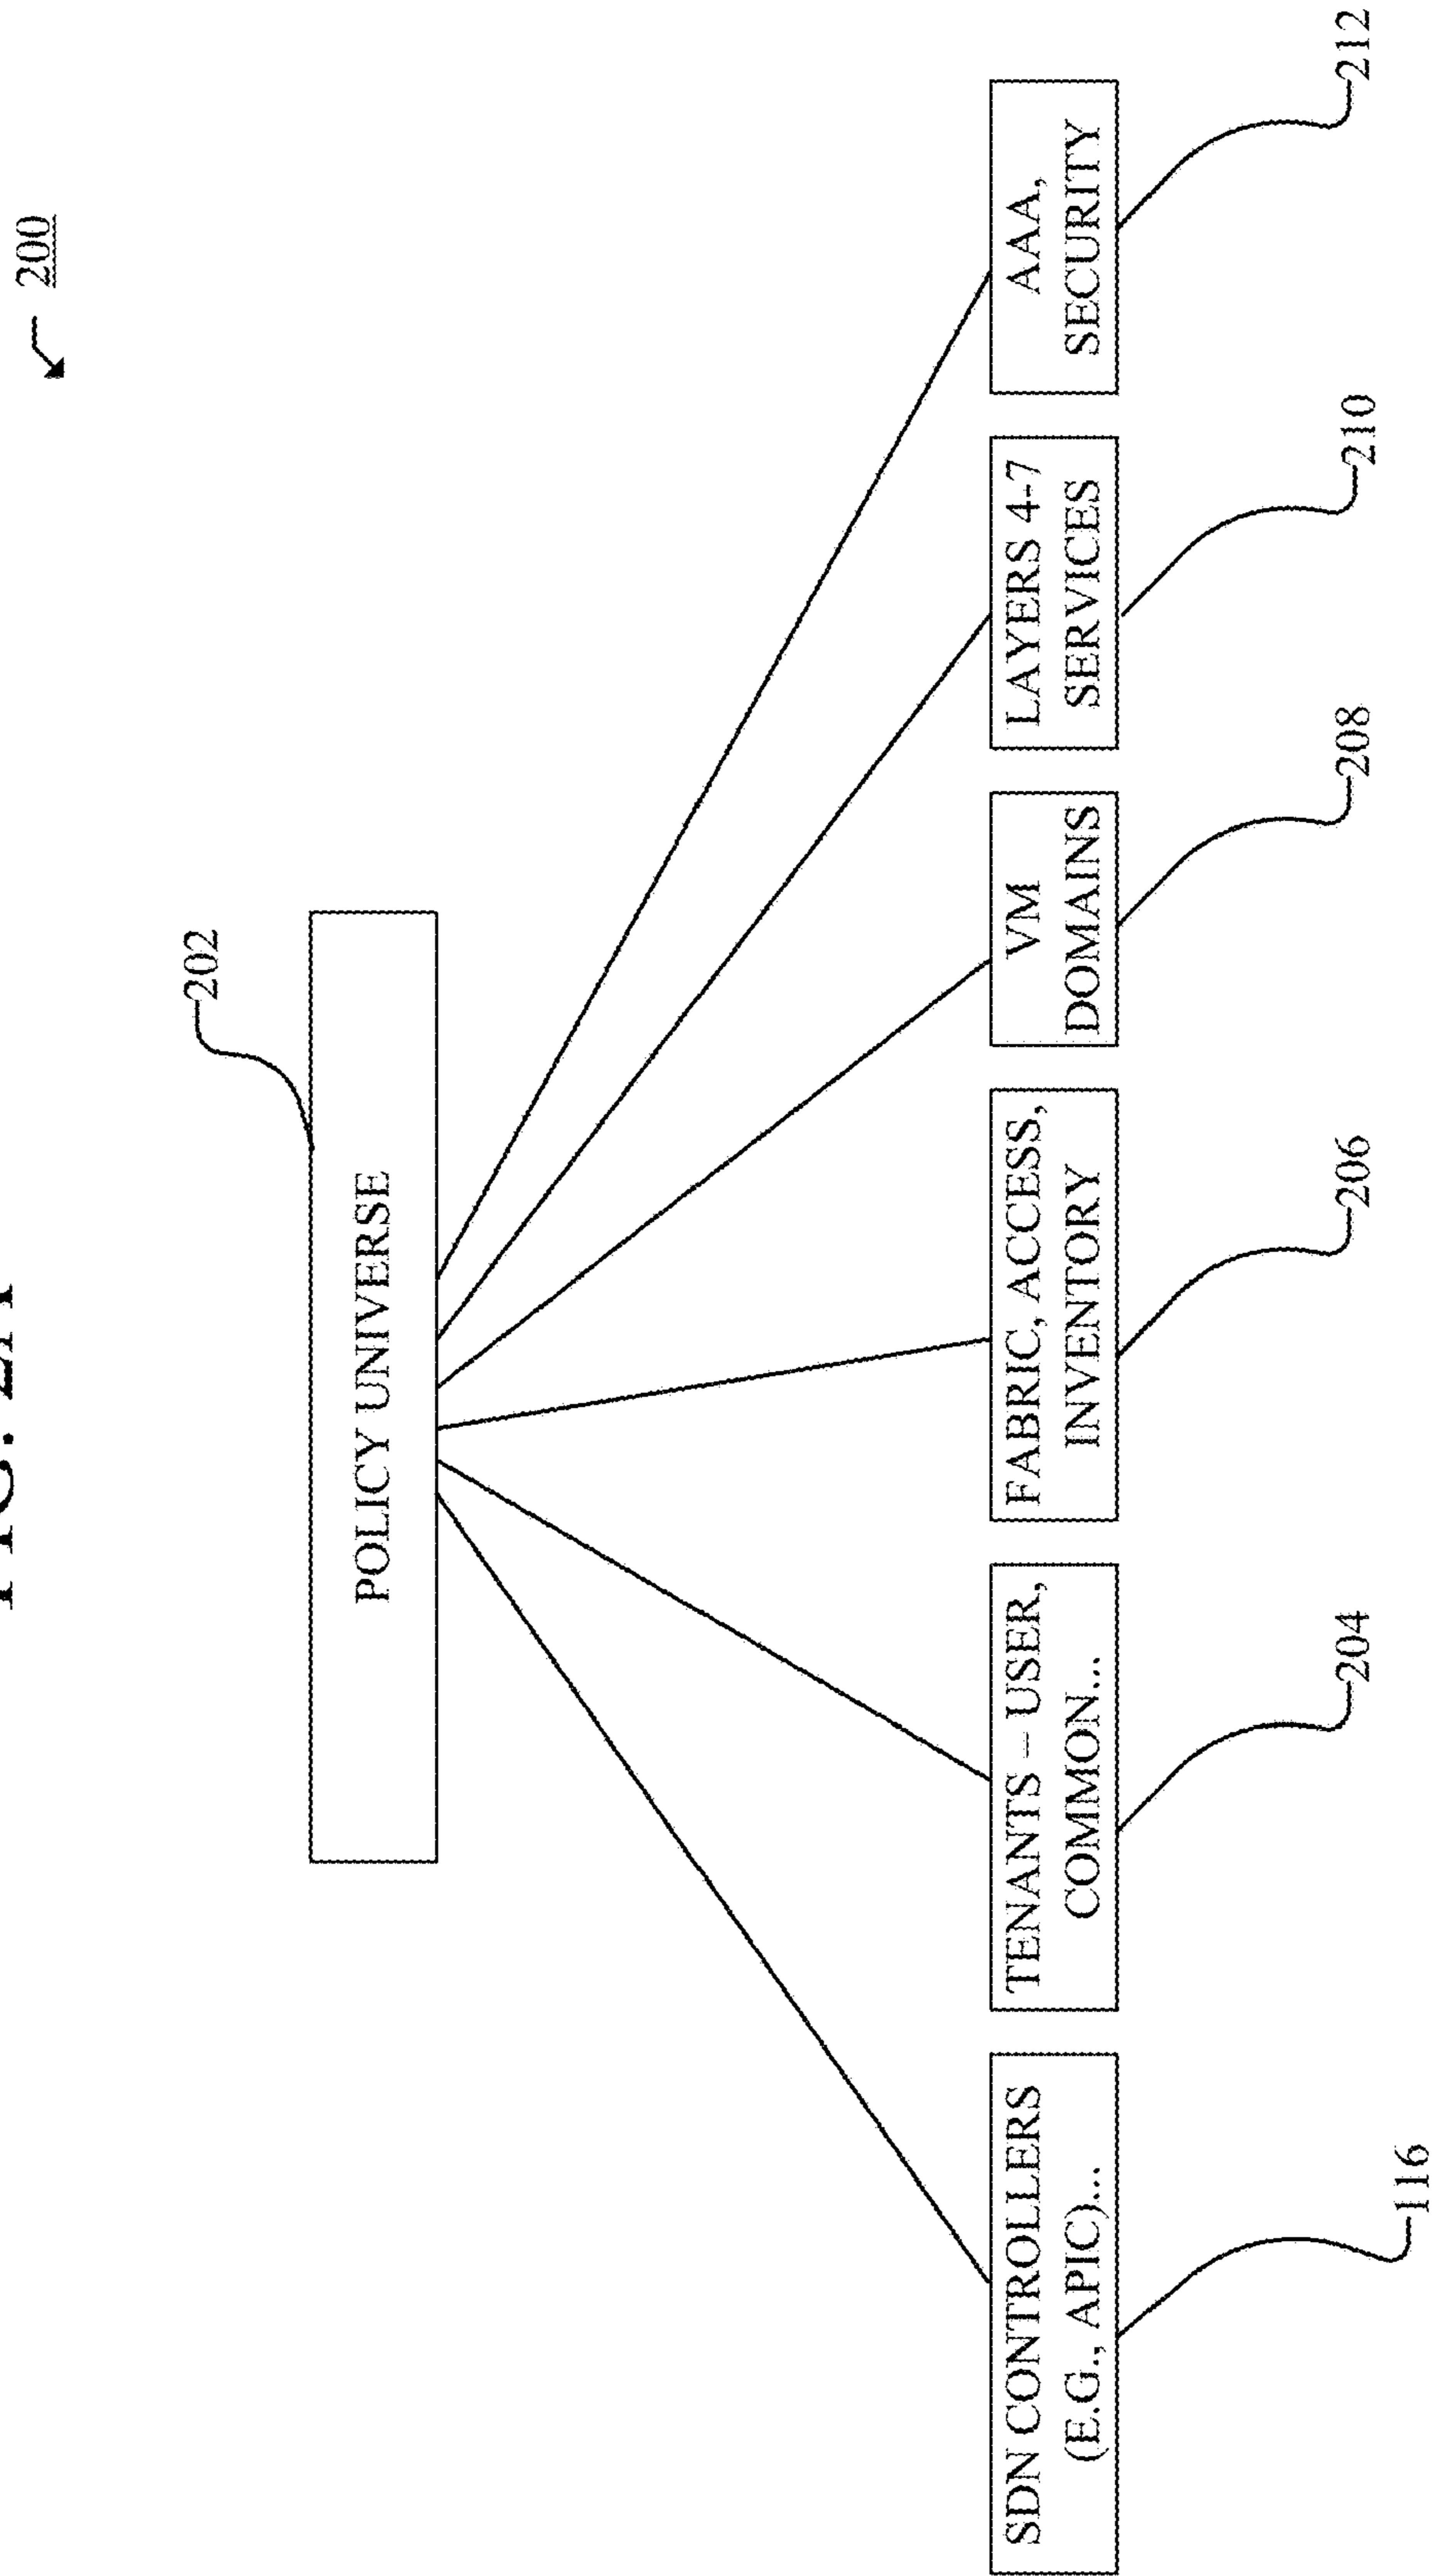 200
202
POLICY UNIVERSE
SDN CONTROLLERS
(E.G., APIC)...
TENANTS – USER,
COMMON...
FABRIC, ACCESS,
INVENTORY
VM
DOMAINS
LAYERS 4-7
SERVICES
AAA,
SECURITY
116
204
206
208
210
212